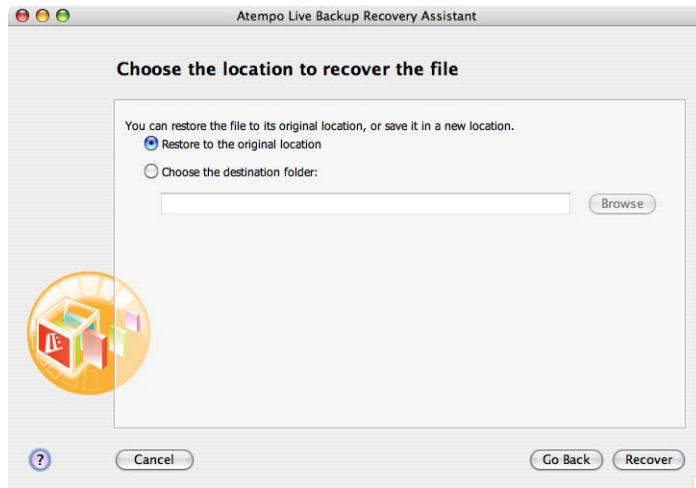 Atempo Live Backup Recovery Assistant
Choose the location to recover the file
You can restore the file to its original location, or save it in a new location.
Restore to the original location
Choose the destination folder:
Browse
?
Cancel
Go Back
Recover